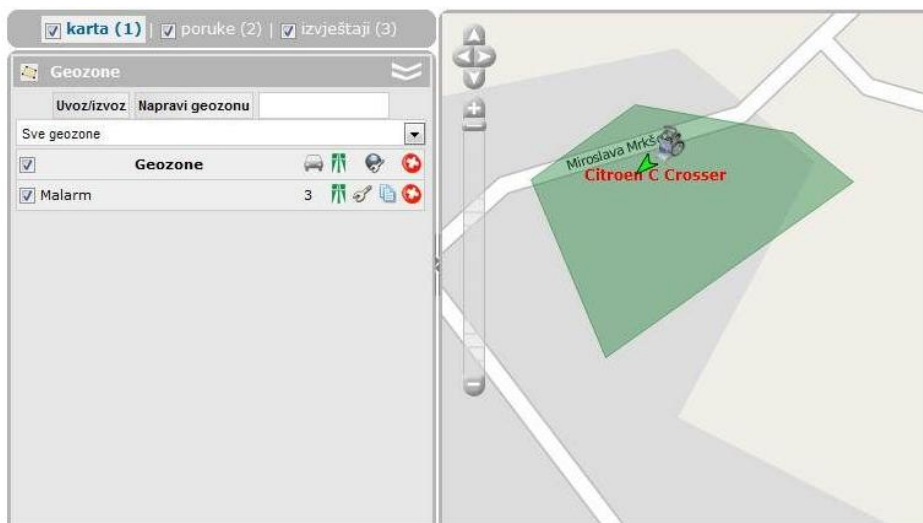 karta (1) | poruke (2) | izvještaji (3)
Geozone
Uvoz/izvoz Napravi geozonu
Sve geozone
Geozone
Malarm 3
Miroslava
Citroen C Crosser